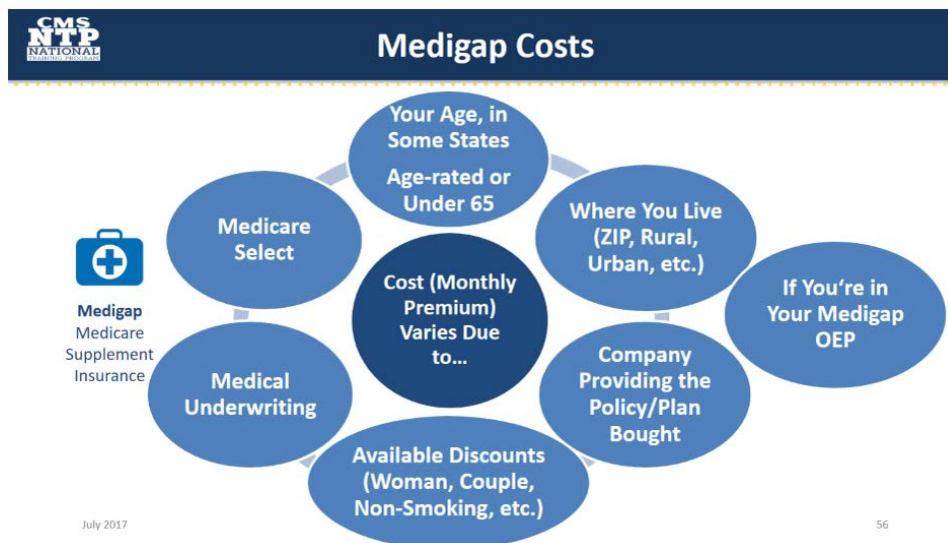 CMS
NTP
NATIONAL
TRAINING PROGRAM
Medigap Costs
Your Age, in
Some States
Age-rated or
Under 65
Where You Live
(ZIP, Rural,
Urban, etc.)
If You‘re in
Your Medigap
OEP
Company
Providing the
Policy/Plan
Bought
Available Discounts
(Woman, Couple,
Non-Smoking, etc.)
Medical
Underwriting
Medicare
Select
Cost (Monthly
Premium)
Varies Due
to…
Medigap
Medicare
Supplement
Insurance
July 2017
56